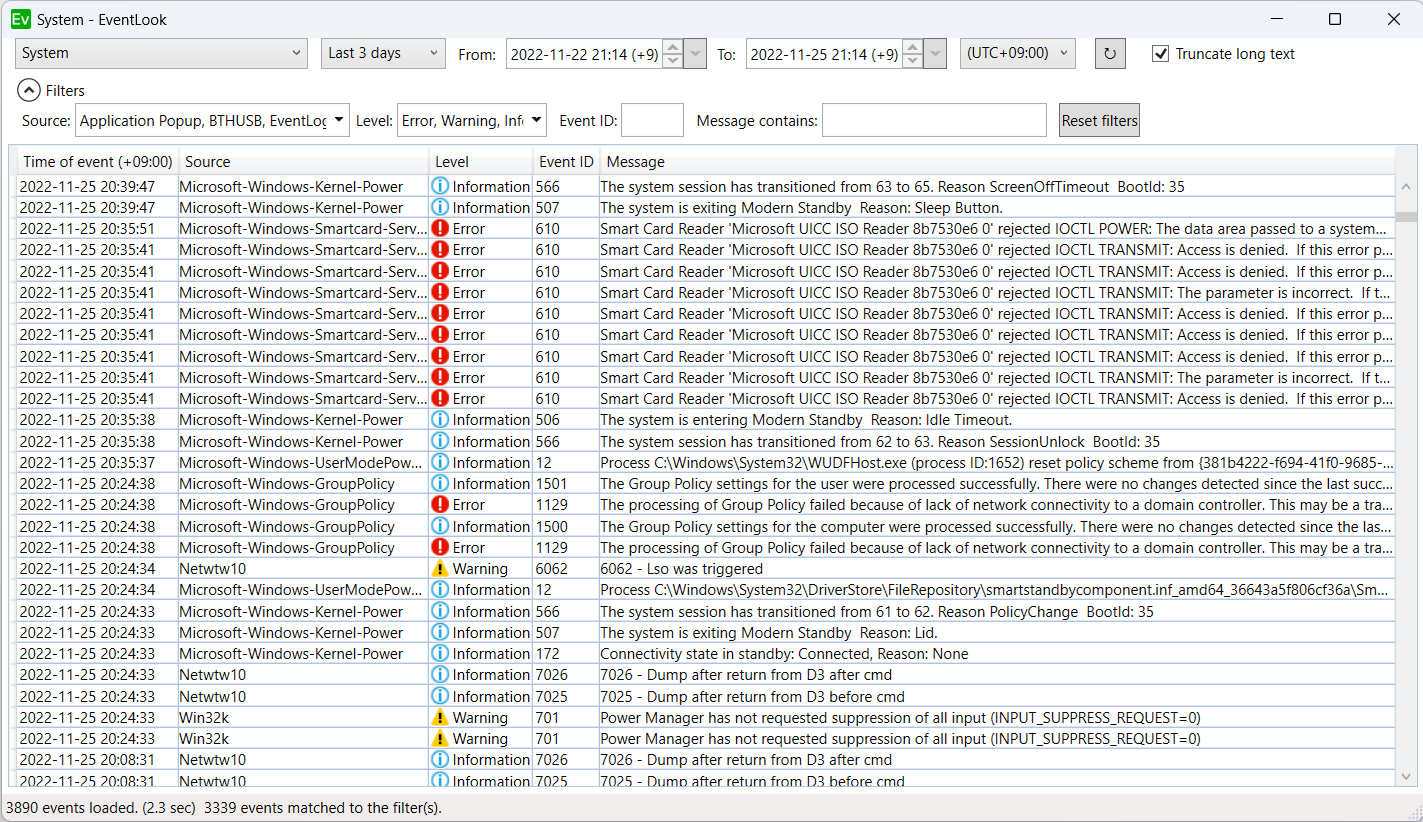 Ev System - EventLook
System Last 3 days From: 2022-11-22 21:14 (+9) To: 2022-11-25 21:14 (+9) (UTC+09:00) Truncate long text
Filters
Source: Application Popup, BTHUSB, EventLog Level: Error, Warning, Info Event ID: Message contains: Reset filters
Time of event (+09:00) Source Level Event ID Message
2022-11-25 20:39:47 Microsoft-Windows-Kernel-Power Information 566 The system session has transitioned from 63 to 65. Reason ScreenOffTimeout BootId: 35
2022-11-25 20:39:47 Microsoft-Windows-Kernel-Power Information 507 The system is exiting Modern Standby Reason: Sleep Button.
2022-11-25 20:35:51 Microsoft-Windows-Smartcard-Serv... Error 610 Smart Card Reader 'Microsoft UICC ISO Reader 8b7530e6 0' rejected IOCTL POWER: The data area passed to a system...
2022-11-25 20:35:41 Microsoft-Windows-Smartcard-Serv... Error 610 Smart Card Reader 'Microsoft UICC ISO Reader 8b7530e6 0' rejected IOCTL TRANSMIT: Access is denied. If this error p...
2022-11-25 20:35:41 Microsoft-Windows-Smartcard-Serv... Error 610 Smart Card Reader 'Microsoft UICC ISO Reader 8b7530e6 0' rejected IOCTL TRANSMIT: Access is denied. If this error p...
2022-11-25 20:35:41 Microsoft-Windows-Smartcard-Serv... Error 610 Smart Card Reader 'Microsoft UICC ISO Reader 8b7530e6 0' rejected IOCTL TRANSMIT: The parameter is incorrect. If t...
2022-11-25 20:35:41 Microsoft-Windows-Smartcard-Serv... Error 610 Smart Card Reader 'Microsoft UICC ISO Reader 8b7530e6 0' rejected IOCTL TRANSMIT: Access is denied. If this error p...
2022-11-25 20:35:41 Microsoft-Windows-Smartcard-Serv... Error 610 Smart Card Reader 'Microsoft UICC ISO Reader 8b7530e6 0' rejected IOCTL TRANSMIT: Access is denied. If this error p...
2022-11-25 20:35:41 Microsoft-Windows-Smartcard-Serv... Error 610 Smart Card Reader 'Microsoft UICC ISO Reader 8b7530e6 0' rejected IOCTL TRANSMIT: Access is denied. If this error p...
2022-11-25 20:35:41 Microsoft-Windows-Smartcard-Serv... Error 610 Smart Card Reader 'Microsoft UICC ISO Reader 8b7530e6 0' rejected IOCTL TRANSMIT: The parameter is incorrect. If t...
2022-11-25 20:35:41 Microsoft-Windows-Smartcard-Serv... Error 610 Smart Card Reader 'Microsoft UICC ISO Reader 8b7530e6 0' rejected IOCTL TRANSMIT: Access is denied. If this error p...
2022-11-25 20:35:38 Microsoft-Windows-Kernel-Power Information 506 The system is entering Modern Standby Reason: Idle Timeout.
2022-11-25 20:35:38 Microsoft-Windows-Kernel-Power Information 566 The system session has transitioned from 62 to 63. Reason SessionUnlock BootId: 35
2022-11-25 20:35:37 Microsoft-Windows-UserModePow... Information 12 Process C:\Windows\System32\WUDFHost.exe (process ID:1652) reset policy scheme from {381b4222-f694-41f0-9685-...
2022-11-25 20:24:38 Microsoft-Windows-GroupPolicy Information 1501 The Group Policy settings for the user were processed successfully. There were no changes detected since the last succ...
2022-11-25 20:24:38 Microsoft-Windows-GroupPolicy Error 1129 The processing of Group Policy failed because of lack of network connectivity to a domain controller. This may be a tra...
2022-11-25 20:24:38 Microsoft-Windows-GroupPolicy Information 1500 The Group Policy settings for the computer were processed successfully. There were no changes detected since the las...
2022-11-25 20:24:38 Microsoft-Windows-GroupPolicy Error 1129 The processing of Group Policy failed because of lack of network connectivity to a domain controller. This may be a tra...
2022-11-25 20:24:34 Netwtw10 Warning 6062 6062 - Lso was triggered
2022-11-25 20:24:34 Microsoft-Windows-UserModePow... Information 12 Process C:\Windows\System32\DriverStore\FileRepository\smartstandbycomponent.inf_amd64_36643a5f806cf36a\Sm...
2022-11-25 20:24:33 Microsoft-Windows-Kernel-Power Information 566 The system session has transitioned from 61 to 62. Reason PolicyChange BootId: 35
2022-11-25 20:24:33 Microsoft-Windows-Kernel-Power Information 507 The system is exiting Modern Standby Reason: Lid.
2022-11-25 20:24:33 Microsoft-Windows-Kernel-Power Information 172 Connectivity state in standby: Connected, Reason: None
2022-11-25 20:24:33 Netwtw10 Information 7026 7026 - Dump after return from D3 after cmd
2022-11-25 20:24:33 Netwtw10 Information 7025 7025 - Dump after return from D3 before cmd
2022-11-25 20:24:33 Win32k Warning 701 Power Manager has not requested suppression of all input (INPUT_SUPPRESS_REQUEST=0)
2022-11-25 20:24:33 Win32k Warning 701 Power Manager has not requested suppression of all input (INPUT_SUPPRESS_REQUEST=0)
2022-11-25 20:08:31 Netwtw10 Information 7026 7026 - Dump after return from D3 after cmd
2022-11-25 20:08:31 Netwtw10 Information 7025 7025 - Dump after return from D3 before cmd
3890 events loaded. (2.3 sec) 3339 events matched to the filter(s).